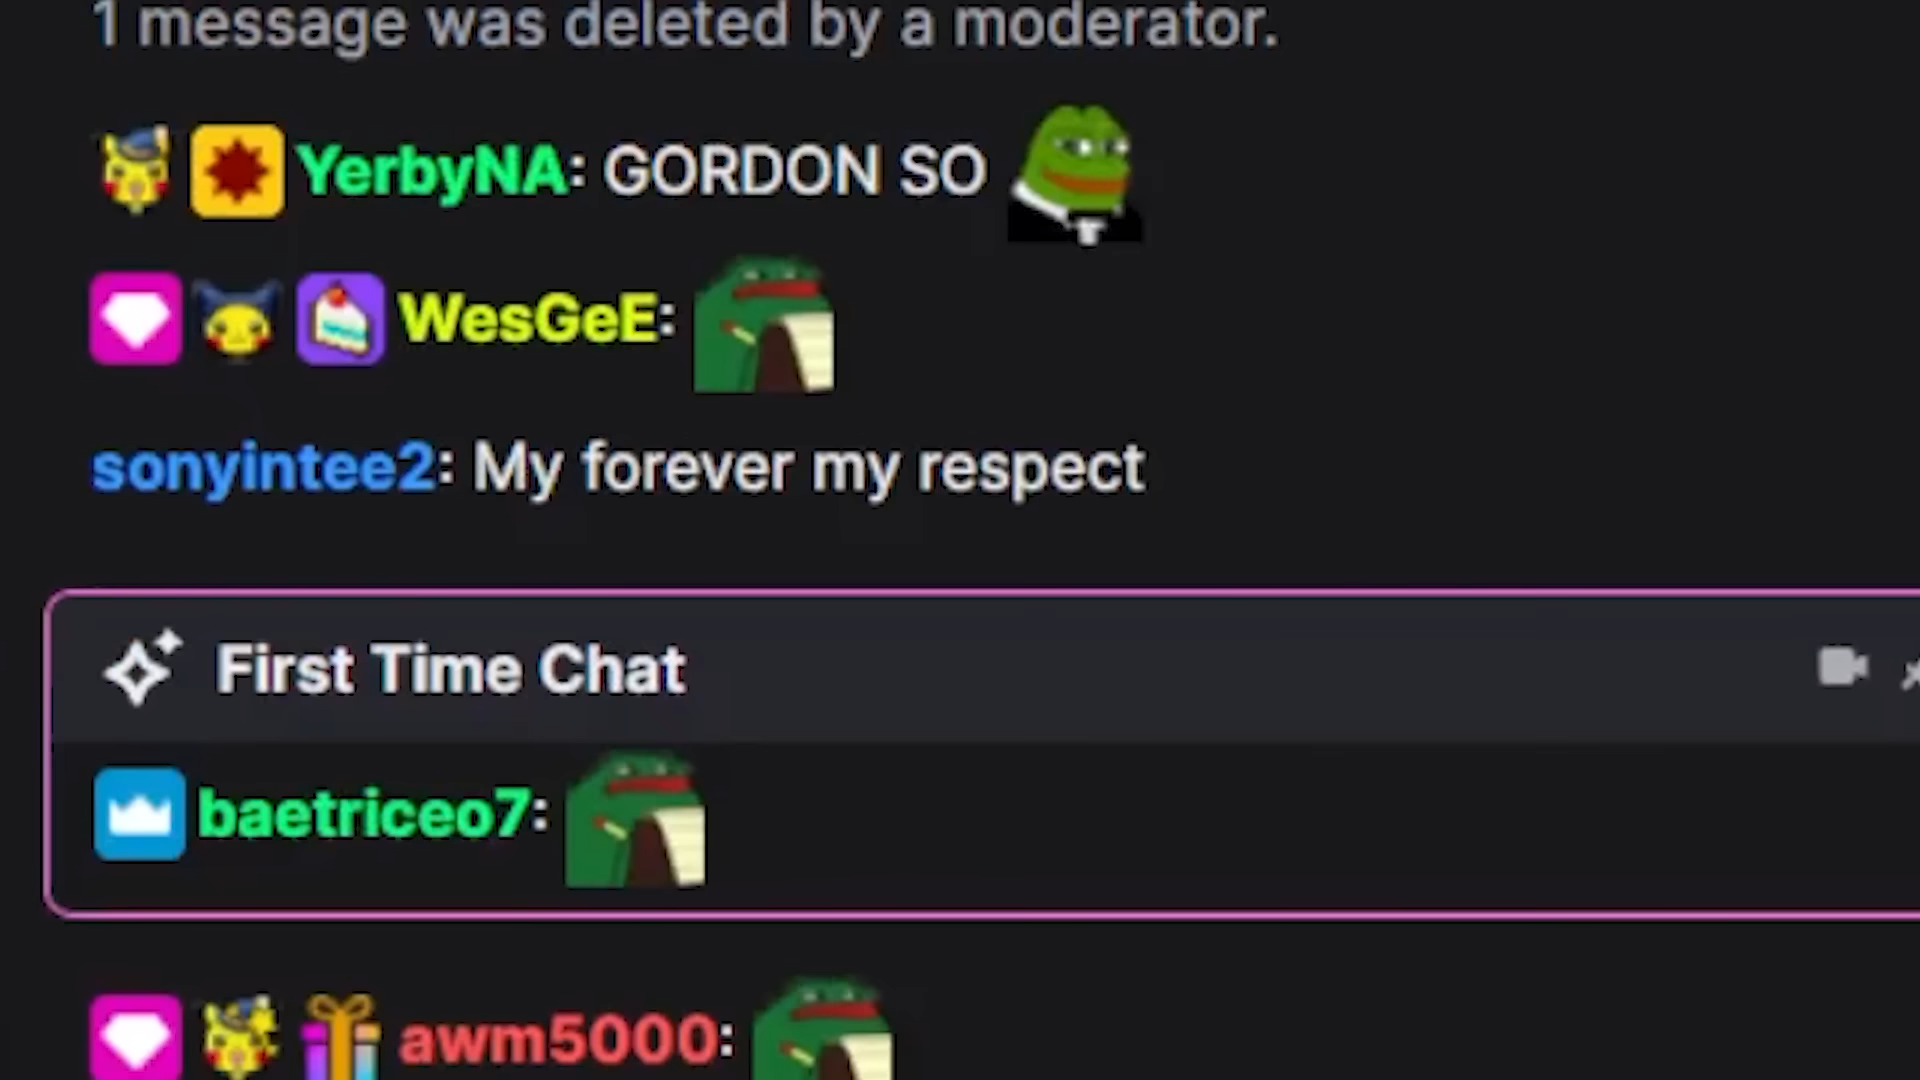 1 message was deleted by a moderator.
YerbyNA: GORDON SO
WesGeE:
sonyintee2: My forever my respect
First Time Chat
baetriceo7:
awm5000: